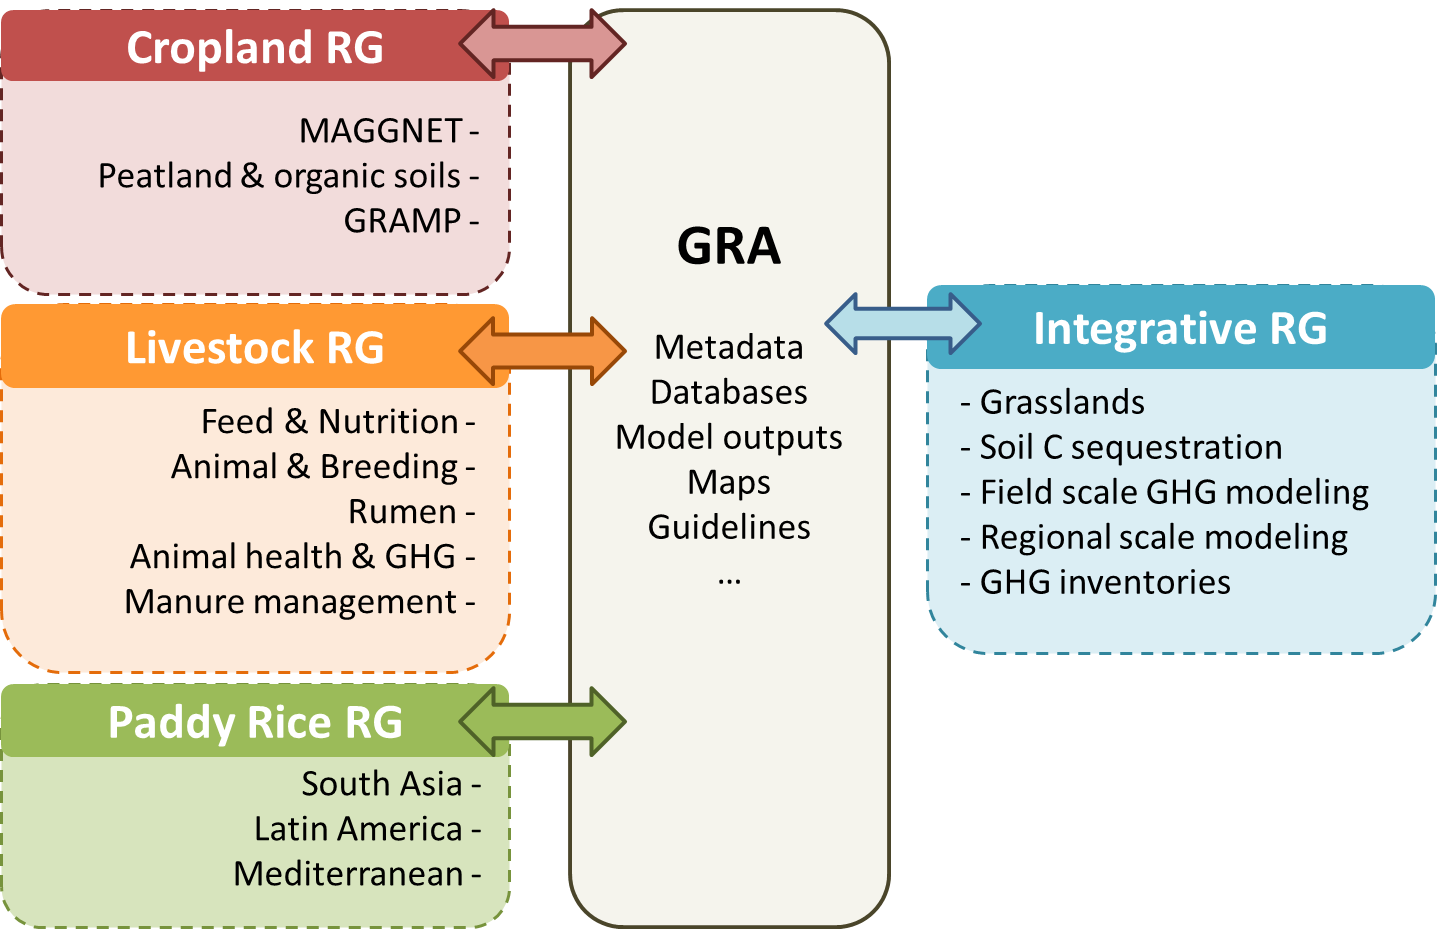 Cropland RG
MAGGNET -
Peatland & organic soils -
GRAMP -
Livestock RG
Feed & Nutrition -
Animal & Breeding -
Rumen -
Animal health & GHG -
Manure management -
Paddy Rice RG
South Asia -
Latin America -
Mediterranean -
GRA
Metadata
Databases
Model outputs
Maps
Guidelines
...
Integrative RG
- Grasslands
- Soil C sequestration
- Field scale GHG modeling
- Regional scale modeling
- GHG inventories